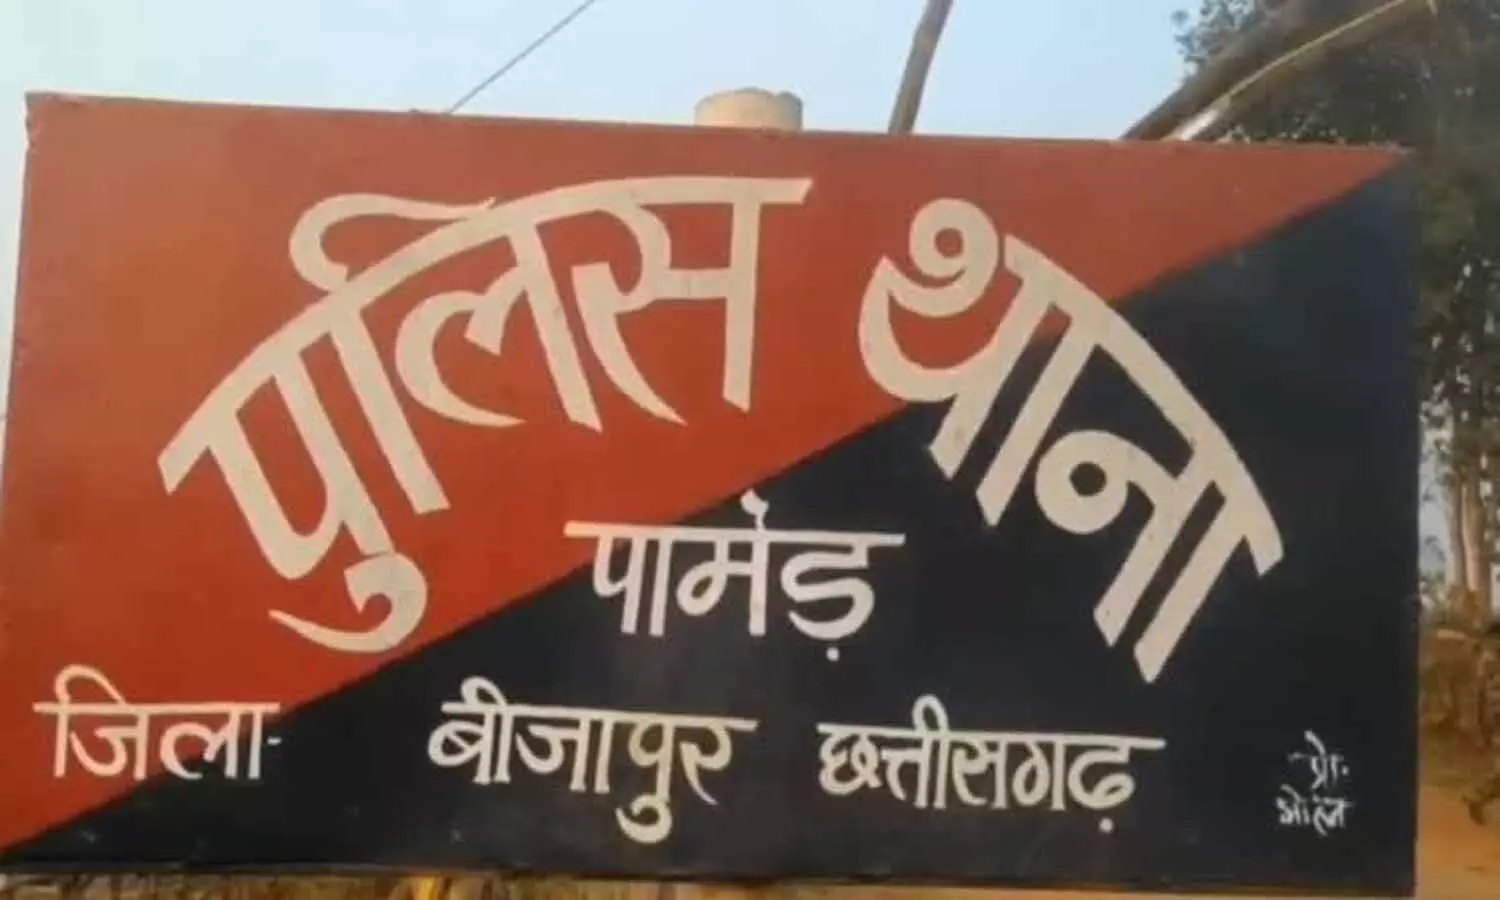 पुलिस थाना
पामेड़
जिला- बीजापुर छत्तीसगढ़
प्रो.